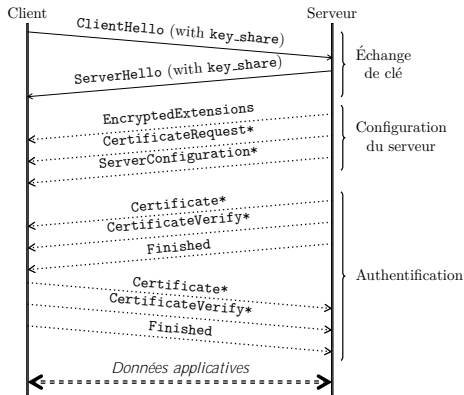 Client
Serveur
ClientHello (with key_share)
ServerHello (with key_share)
Échange
de clé
EncryptedExtensions
CertificateRequest*
ServerConfiguration*
Configuration
du serveur
Certificate*
CertificateVerify*
Finished
Certificate*
CertificateVerify*
Finished
Authentification
Données applicatives